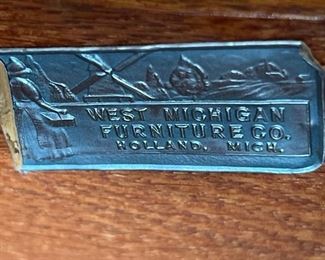 WEST MICHIGAN
FURNITURE CO.
HOLLAND, MICH.